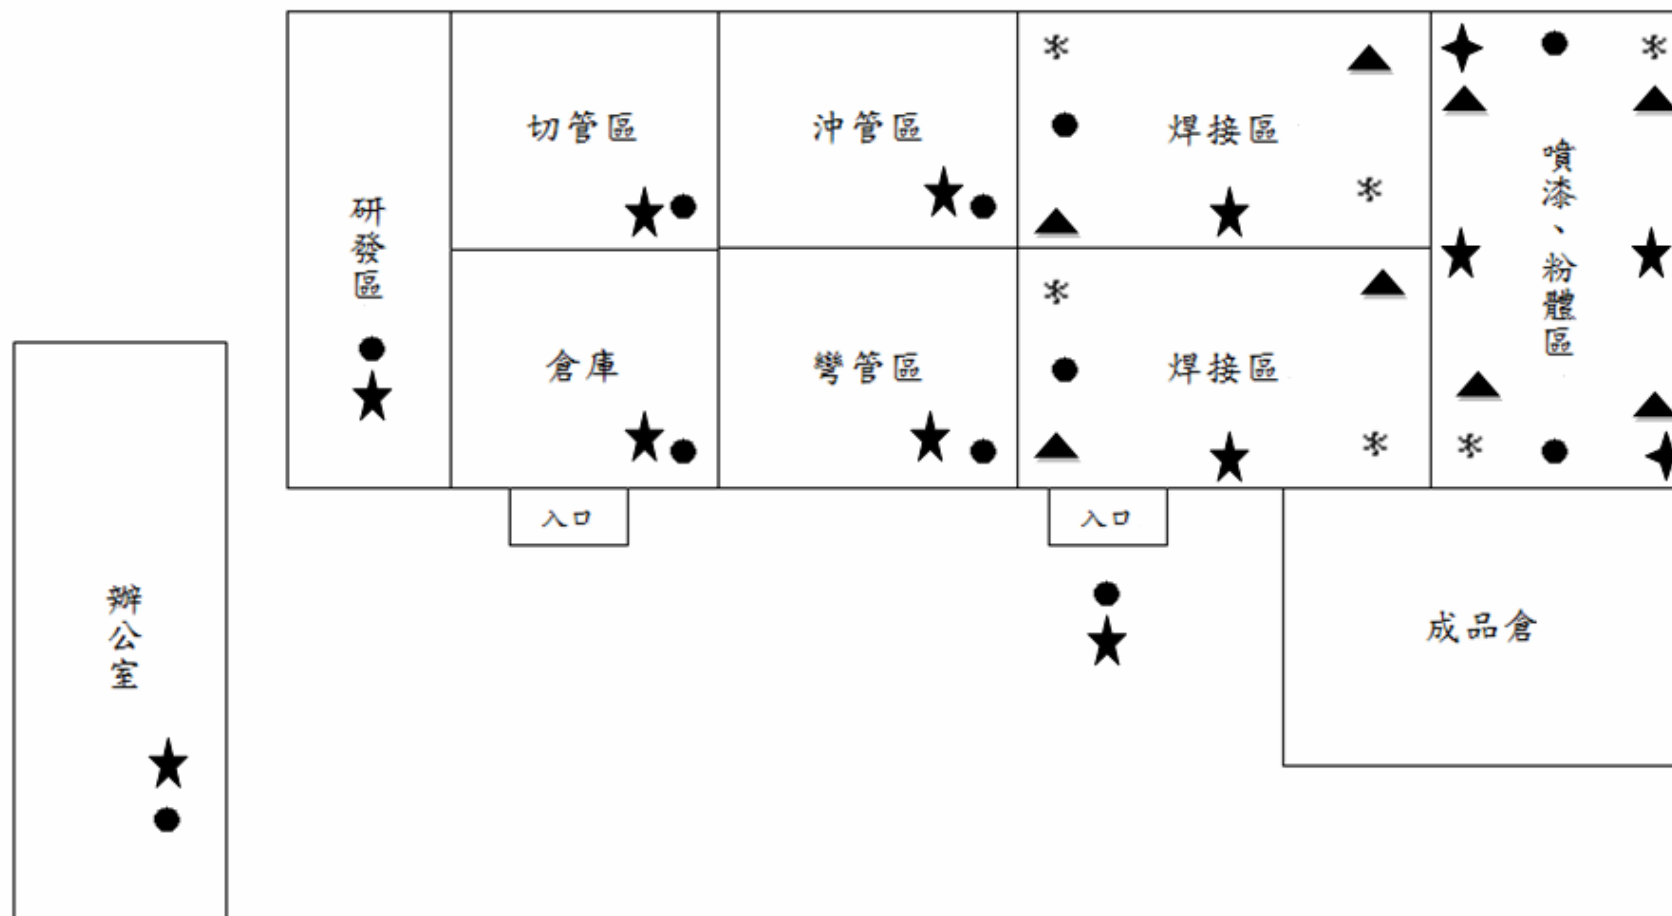 切管區
沖管區
焊接區
噴漆、粉體區
研發區
倉庫
彎管區
焊接區
入口
入口
辦公室
成品倉